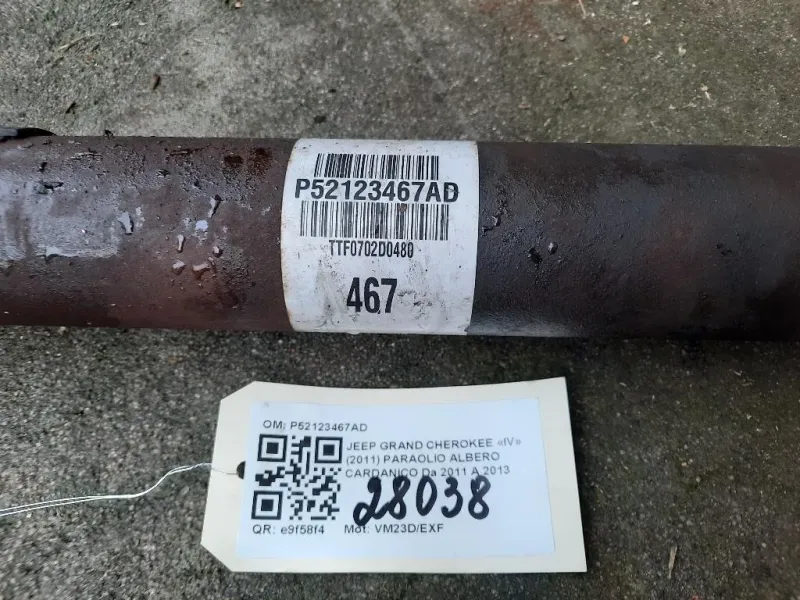 P52123467AD
TTF0702D0480
467
OM: P52123467AD
JEEP GRAND CHEROKEE «IV»
(2011) PARAOLIO ALBERO
CARDANICO Da 2011 A 2013
28038
QR: e9f58f4 Mot: VM23D/EXF